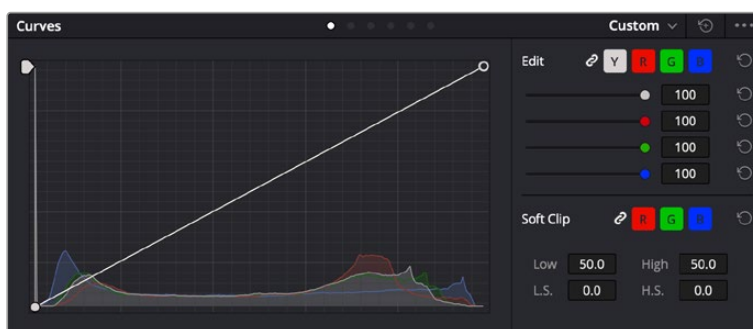 Curves
Custom
Edit Y R G B
100
100
100
100
Soft Clip R G B
Low 50.0 High 50.0
L.S. 0.0 H.S. 0.0